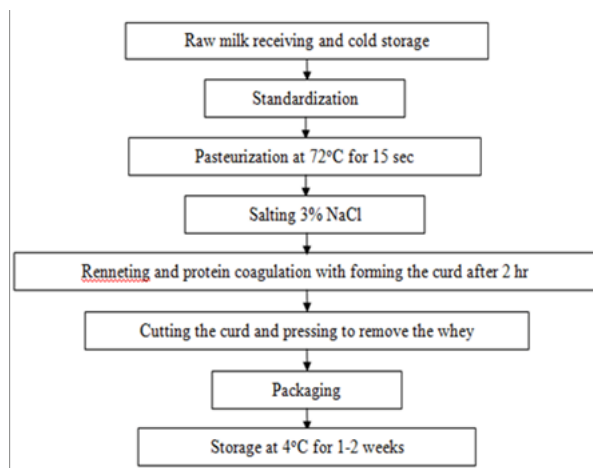 Raw milk receiving and cold storage
Standardization
Pasteurization at 72°C for 15 sec
Salting 3% NaCl
Renneting and protein coagulation with forming the curd after 2 hr
Cutting the curd and pressing to remove the whey
Packaging
Storage at 4°C for 1-2 weeks